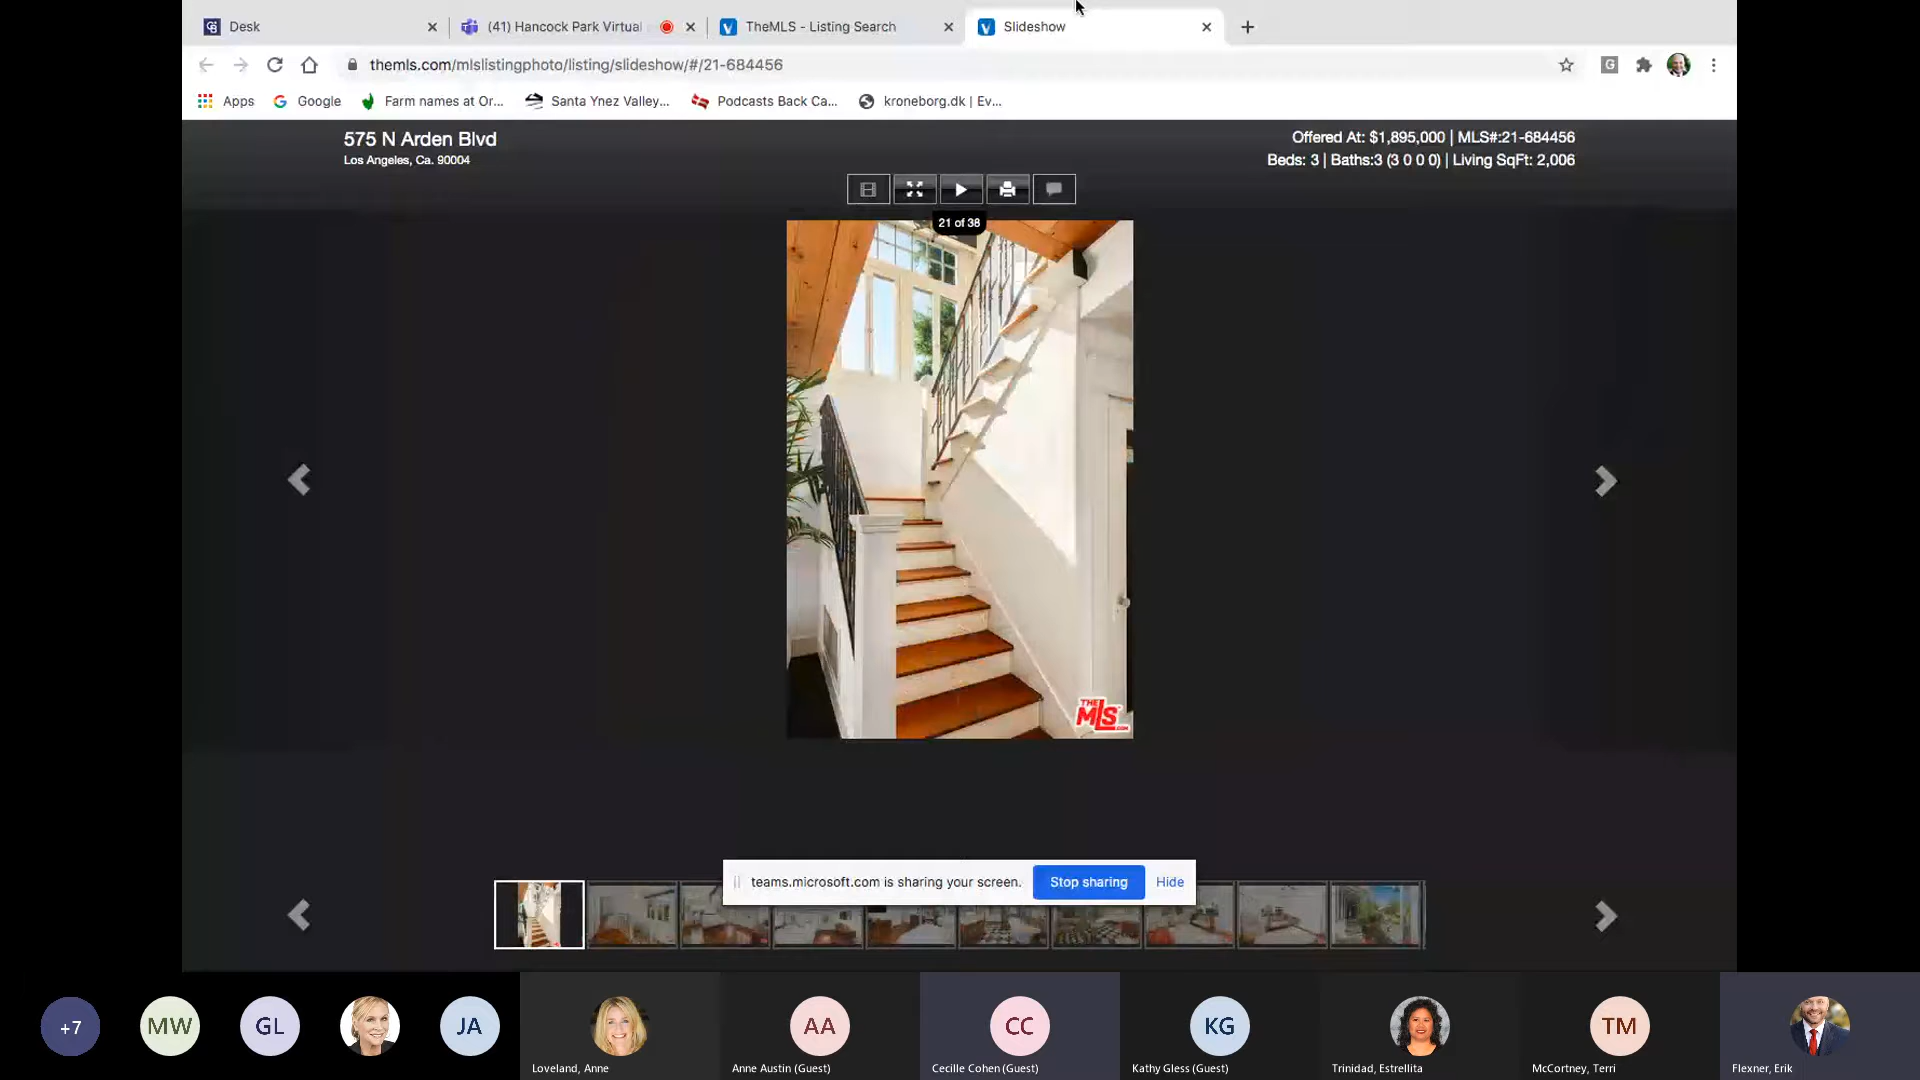 Desk
(41) Hancock Park Virtual
TheMLS - Listing Search
Slideshow
themls.com/mlslistingphoto/listing/slideshow/#/21-684456
G
Apps
Google
Farm names at Or...
Santa Ynez Valley...
Podcasts Back Ca...
kroneborg.dk | Ev...
575 N Arden Blvd
Los Angeles, Ca. 90004
Offered At: $1,895,000 | MLS#:21-684456
Beds: 3 | Baths:3 (3 0 0 0) | Living SqFt: 2,006
21 of 38
THE
MLS
.COM
teams.microsoft.com is sharing your screen.
Stop sharing
Hide
+7
MW
GL
JA
AA
CC
KG
TM
Loveland, Anne
Anne Austin (Guest)
Cecille Cohen (Guest)
Kathy Gless (Guest)
Trinidad, Estrellita
McCortney, Terri
Flexner, Erik